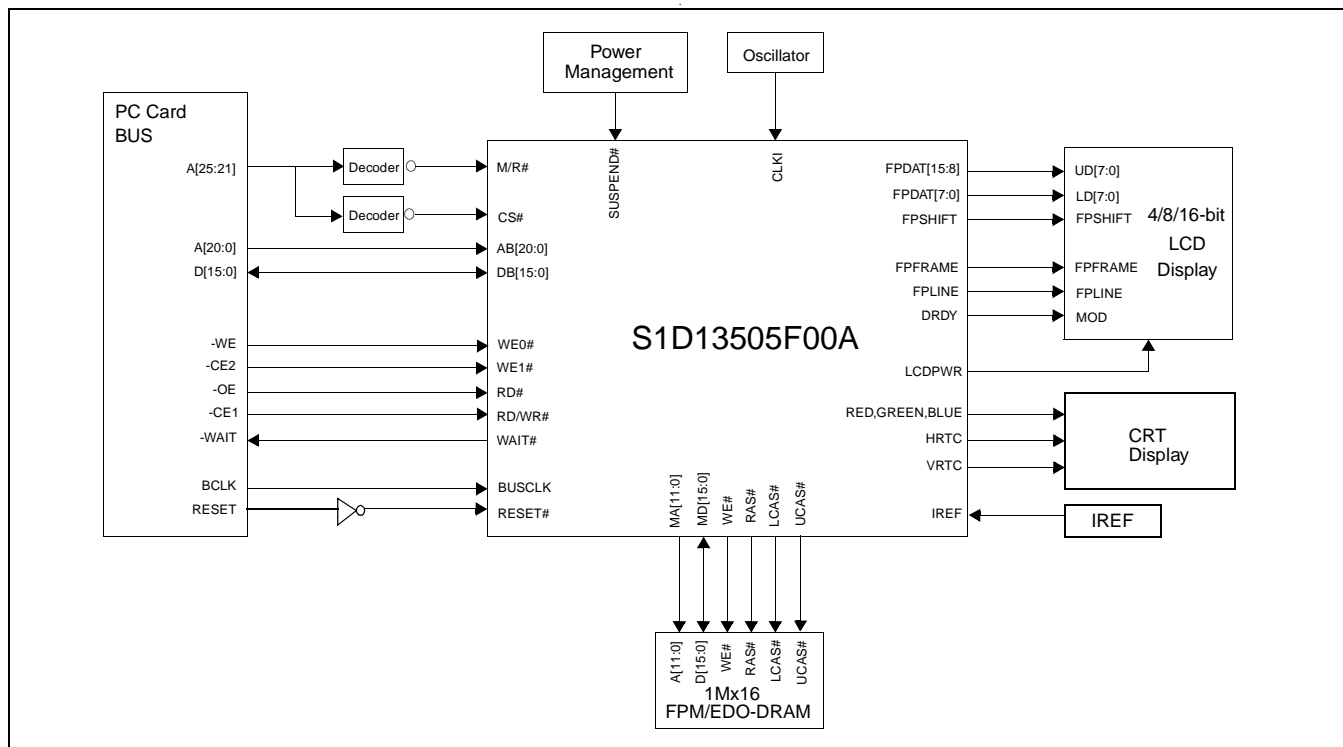 Power
Management
Oscillator
PC Card
BUS
A[25:21]
Decoder
M/R#
Decoder
CS#
A[20:0]
AB[20:0]
D[15:0]
DB[15:0]
-WE
WE0#
-CE2
WE1#
-OE
RD#
-CE1
RD/WR#
-WAIT
WAIT#
BCLK
BUSCLK
RESET
RESET#
SUSPEND#
CLKI
S1D13505F00A
FPDAT[15:8]
UD[7:0]
FPDAT[7:0]
LD[7:0]
FPSHIFT
FPSHIFT
4/8/16-bit
LCD
Display
FPFRAME
FPFRAME
FPLINE
FPLINE
DRDY
MOD
LCDPWR
RED,GREEN,BLUE
HRTC
VRTC
CRT
Display
IREF
IREF
MA[11:0]
MD[15:0]
WE#
RAS#
LCAS#
UCAS#
A[11:0]
D[15:0]
WE#
RAS#
LCAS#
UCAS#
1Mx16
FPM/EDO-DRAM